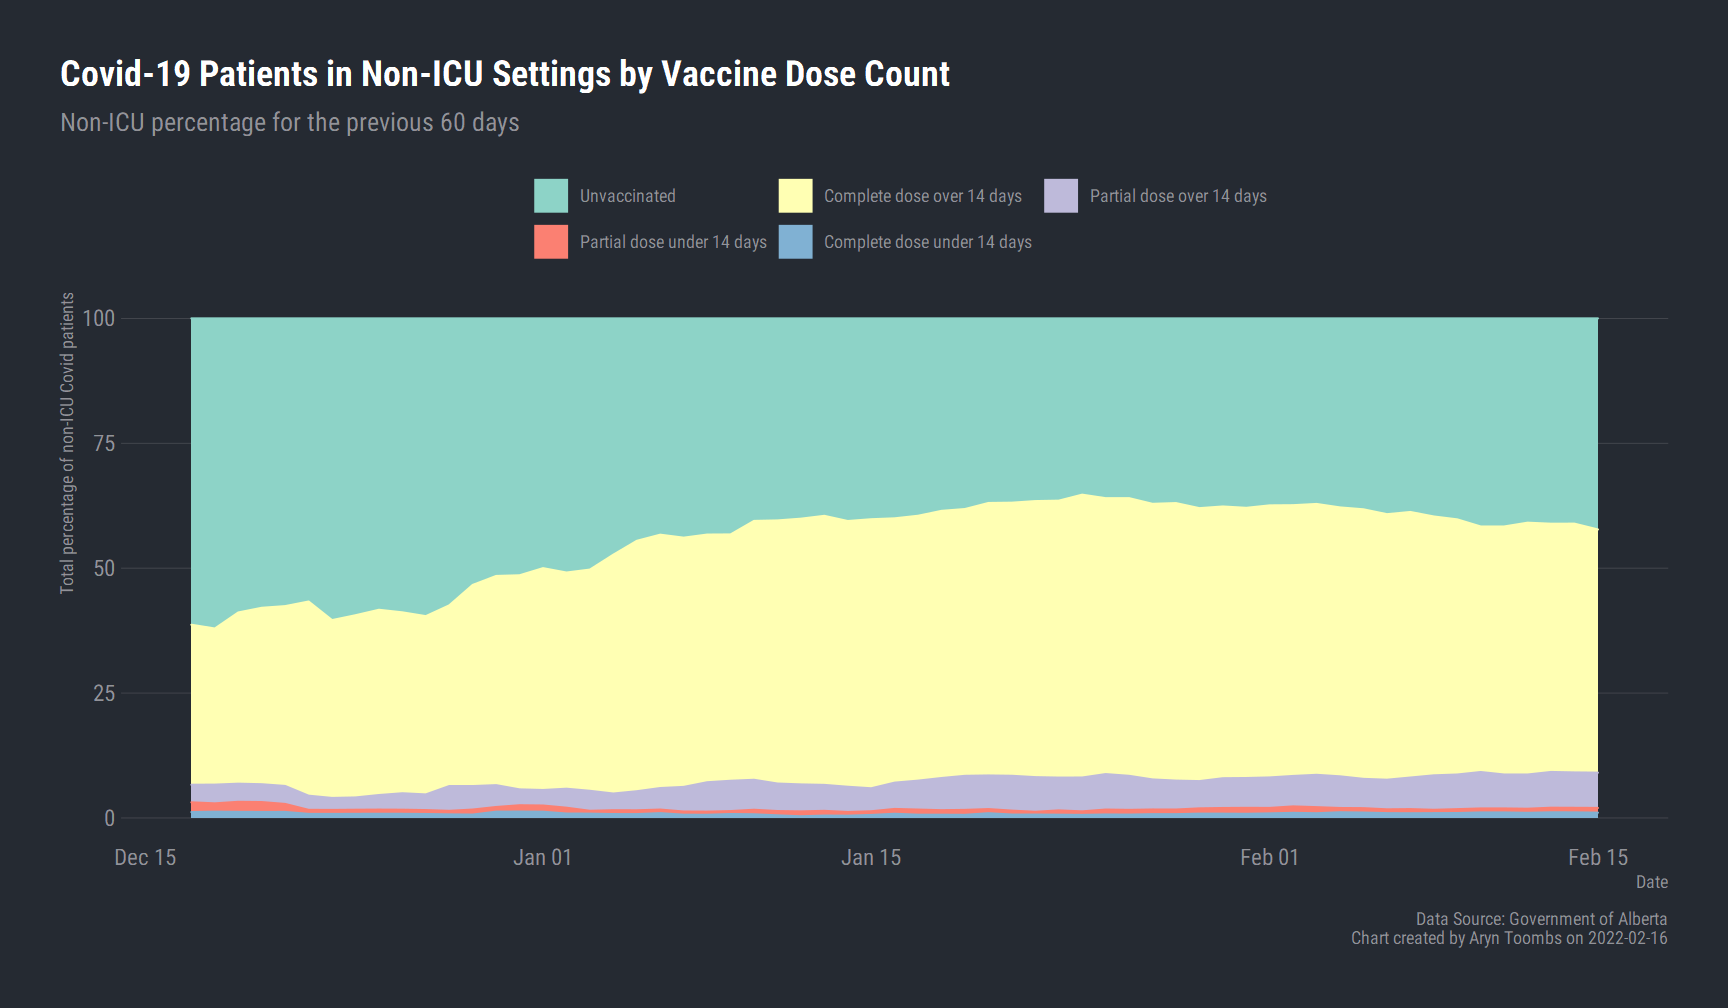 Covid-19 Patients in Non-ICU Settings by Vaccine Dose Count
Non-ICU percentage for the previous 60 days
Unvaccinated
Complete dose over 14 days
Partial dose over 14 days
Partial dose under 14 days
Complete dose under 14 days
Total percentage of non-ICU Covid patients
100
75
50
25
0
Dec 15
Jan 01
Jan 15
Feb 01
Feb 15
Date
Data Source: Government of Alberta
Chart created by Aryn Toombs on 2022-02-16